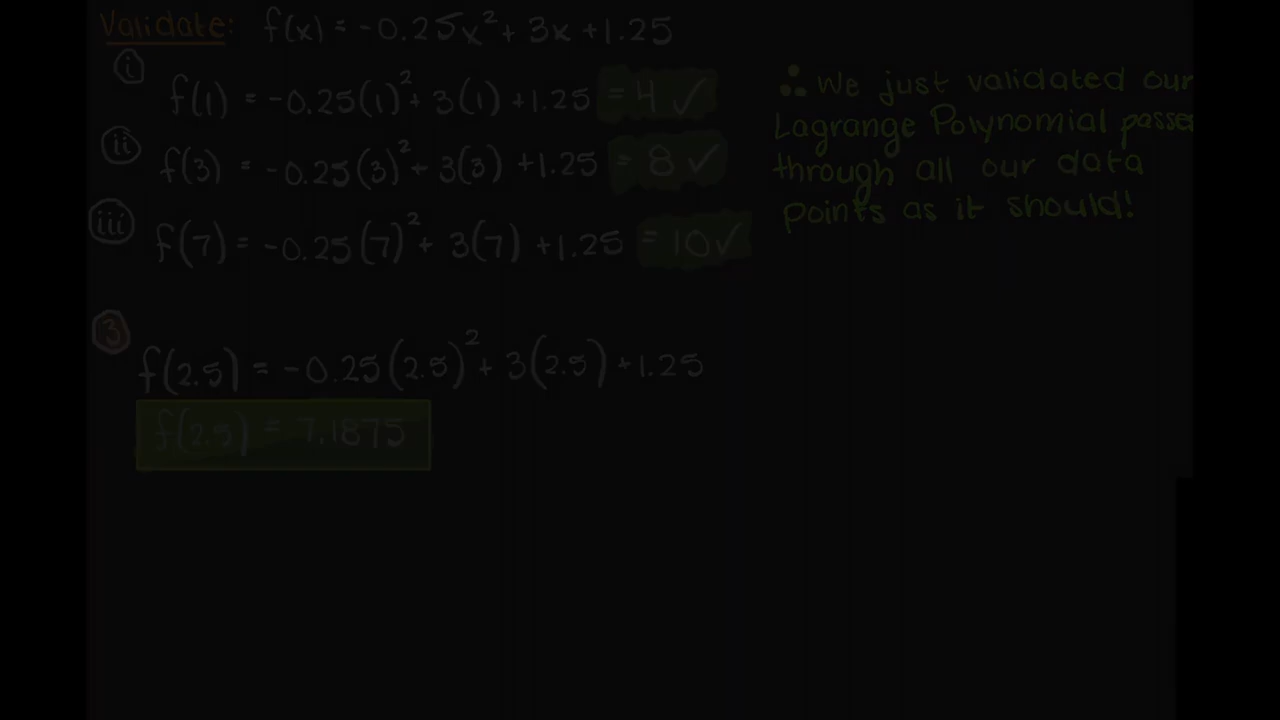 Validate: f(x) = -0.25x² + 3x + 1.25
i
f(1) = -0.25(1)² + 3(1) + 1.25 = 4 ✓
ii
f(3) = -0.25(3)² + 3(3) + 1.25 = 8 ✓
iii
f(7) = -0.25(7)² + 3(7) + 1.25 = 10 ✓
∴ We just validated our
Lagrange Polynomial passes
through all our data
points as it should!
3
f(2.5) = -0.25(2.5)² + 3(2.5) + 1.25
f(2.5) = 7.1875